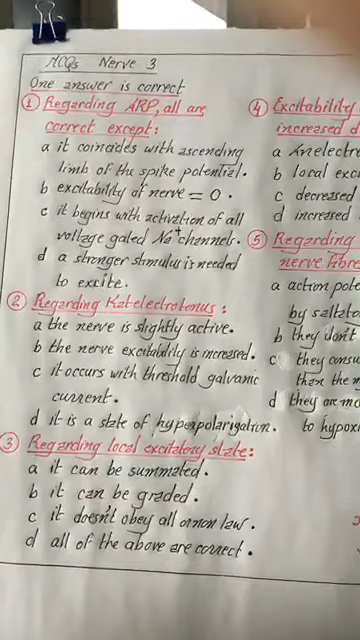 MCQs Nerve 3
One answer is correct
① Regarding ARP, all are
correct except:
a it coincides with ascending
limb of the spike potential.
b excitability of nerve = 0.
c it begins with activation of all
voltage gated Na+ channels.
d a stronger stimulus is needed
to excite.
② Regarding Katelectrotonus:
a the nerve is slightly active.
b the nerve excitability is increased.
c it occurs with threshold galvanic
current.
d it is a state of hyperpolarization.
③ Regarding local excitatory state:
a it can be summated.
b it can be graded.
c it doesn't obey all or non law.
d all of the above are correct.
④ Excitability
increased d
a Anelectro
b local exci
c decreased
d increased
⑤ Regarding
nerve fibre
a action pote
by saltato
b they don't
c they consu
than the m
d they are mo
to hypoxi